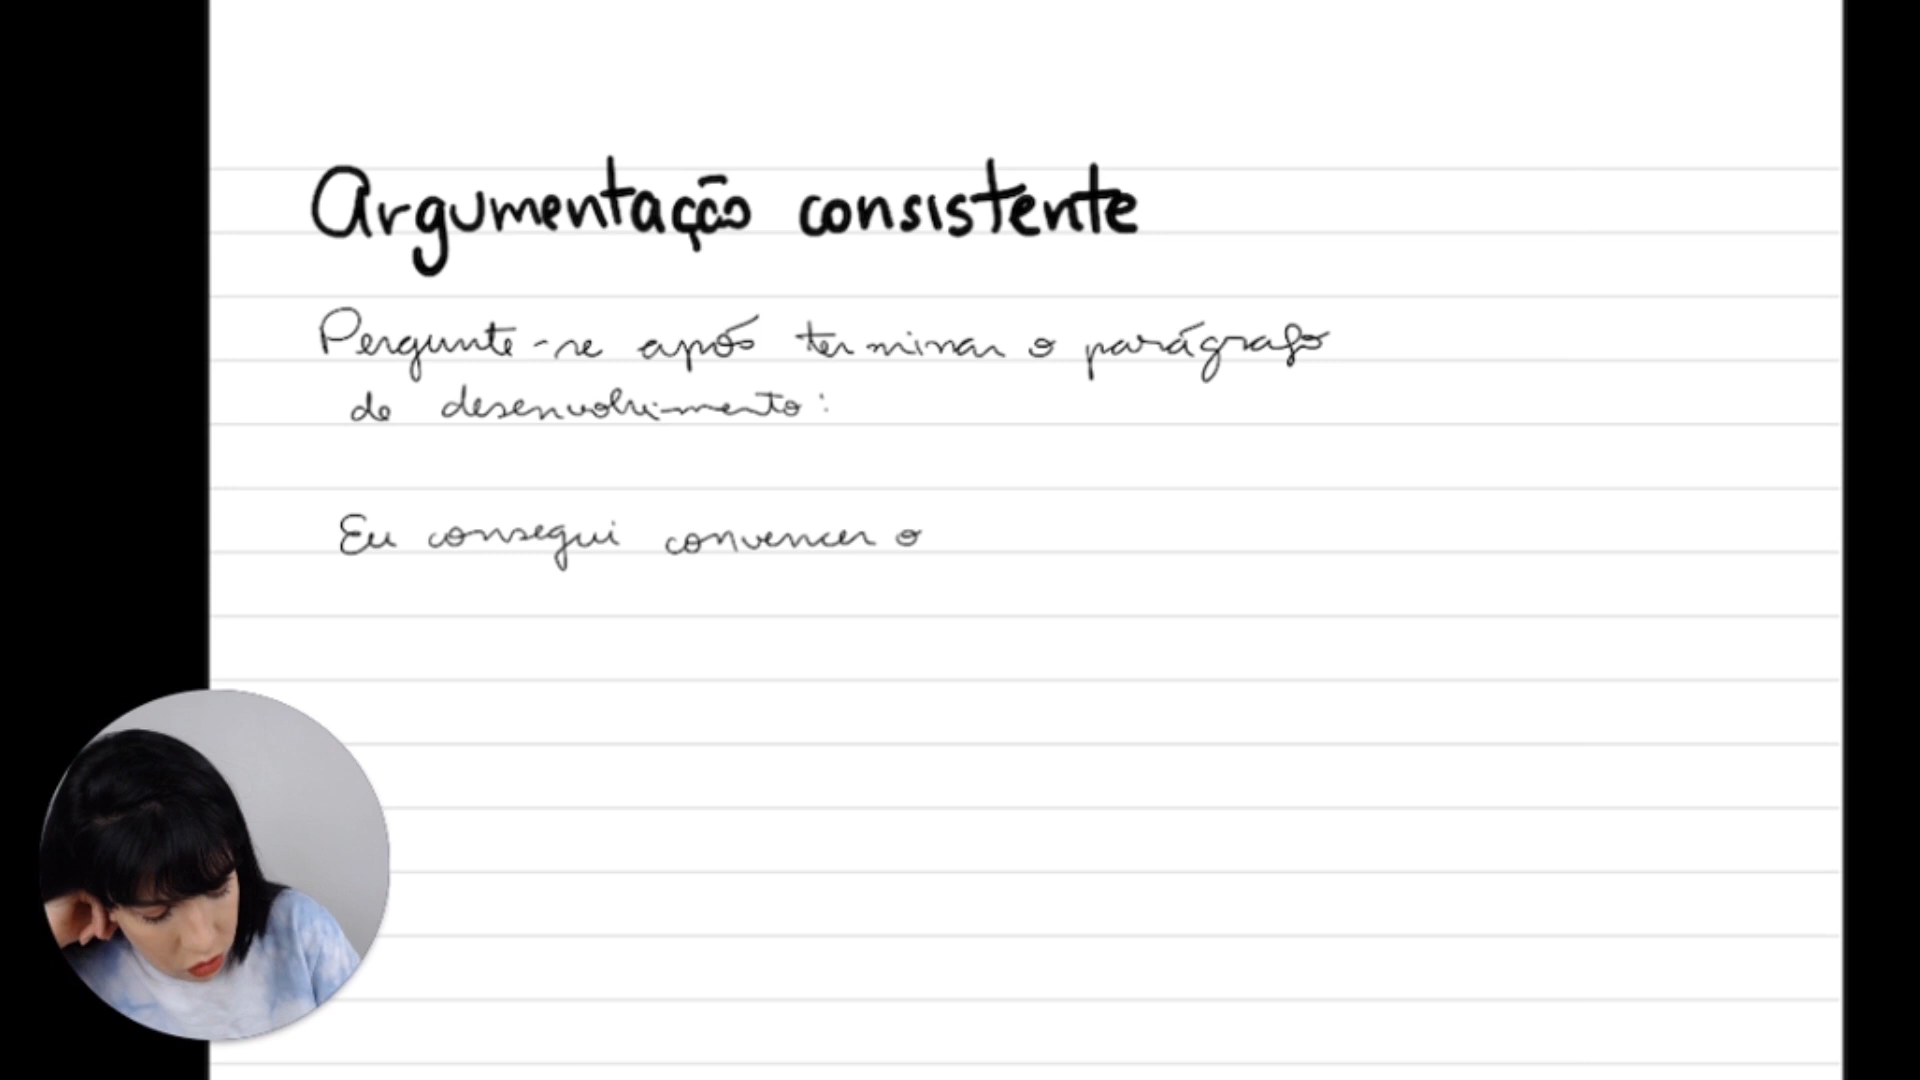 Argumentação consistente
Pergunte-se após terminar o parágrafo
de desenvolvimento:
Eu consegui convencer o